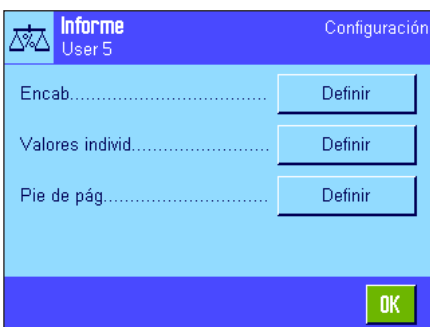 Informe Configuración
User 5
Encab.................................... Definir
Valores individ......................... Definir
Pie de pág.............................. Definir
OK